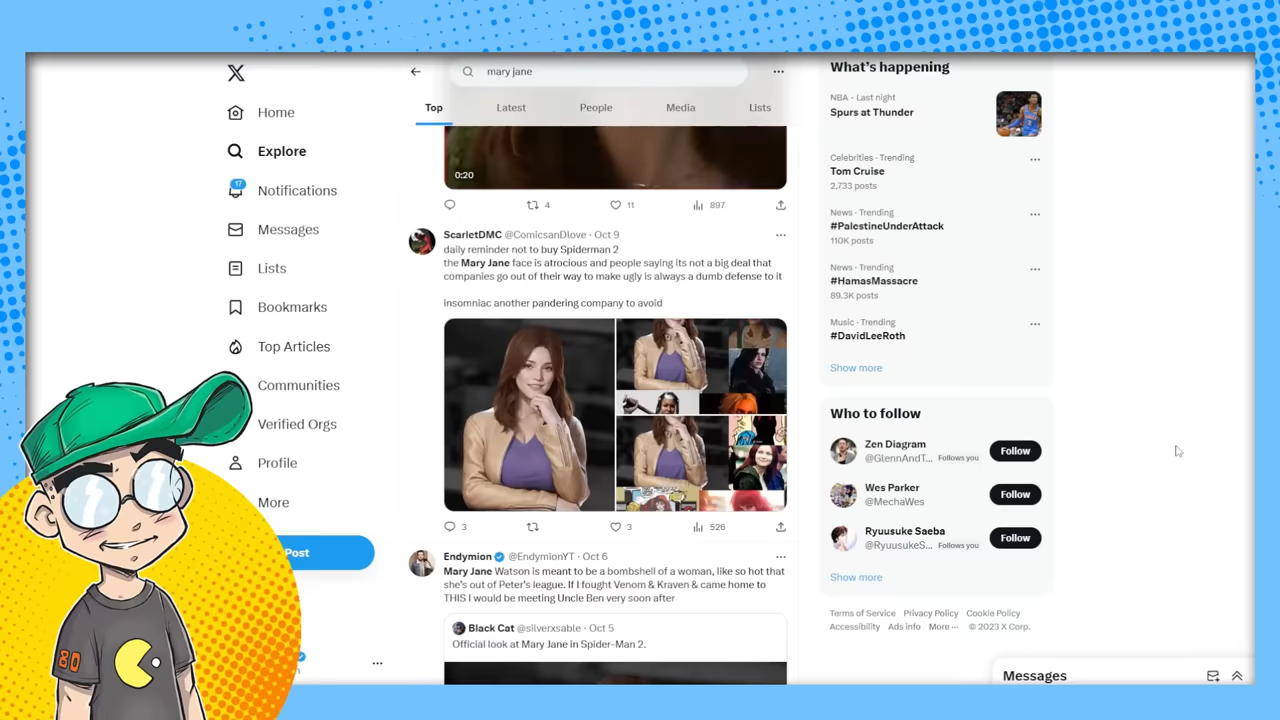 X
mary jane
Home
Explore
17
Notifications
Messages
Lists
Bookmarks
Top Articles
Communities
Verified Orgs
Profile
More
Post
Top
Latest
People
Media
Lists
0:20
4
11
897
ScarletDMC @ComicsanDlove · Oct 9
daily reminder not to buy Spiderman 2
the Mary Jane face is atrocious and people saying its not a big deal that
companies go out of their way to make ugly is always a dumb defense to it
insomniac another pandering company to avoid
3
3
526
Endymion @EndymionYT · Oct 6
Mary Jane Watson is meant to be a bombshell of a woman, like so hot that
she's out of Peter's league. If I fought Venom & Kraven & came home to
THIS I would be meeting Uncle Ben very soon after
Black Cat @silverxsable · Oct 5
Official look at Mary Jane in Spider-Man 2.
What's happening
NBA · Last night
Spurs at Thunder
Celebrities · Trending
Tom Cruise
2,733 posts
News · Trending
#PalestineUnderAttack
110K posts
News · Trending
#HamasMassacre
89.3K posts
Music · Trending
#DavidLeeRoth
Show more
Who to follow
Zen Diagram
@GlennAndT... Follows you
Follow
Wes Parker
@MechaWes
Follow
Ryuusuke Saeba
@RyuusukeS... Follows you
Follow
Show more
Terms of Service Privacy Policy Cookie Policy
Accessibility Ads info More ··· © 2023 X Corp.
Messages
80